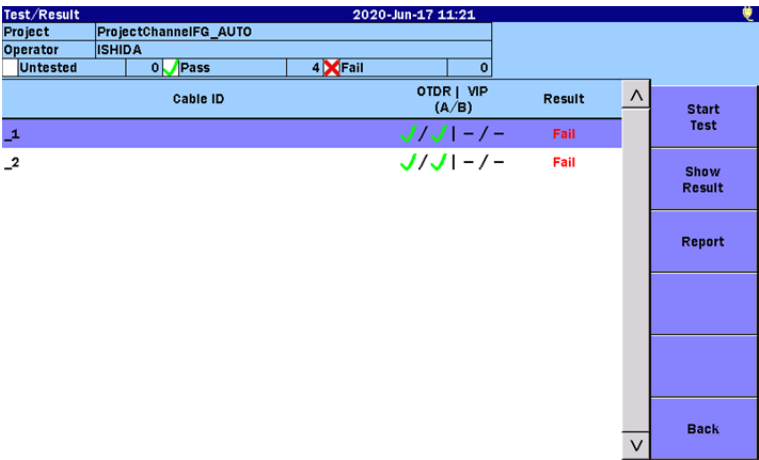 Test/Result 2020-Jun-17 11:21
Project ProjectChannelFG_AUTO
Operator ISHIDA
Untested 0 Pass 4 Fail 0
Cable ID OTDR | VIP (A/B) Result
_1 / | - / - Fail
_2 / | - / - Fail
Start
Test
Show
Result
Report
Back